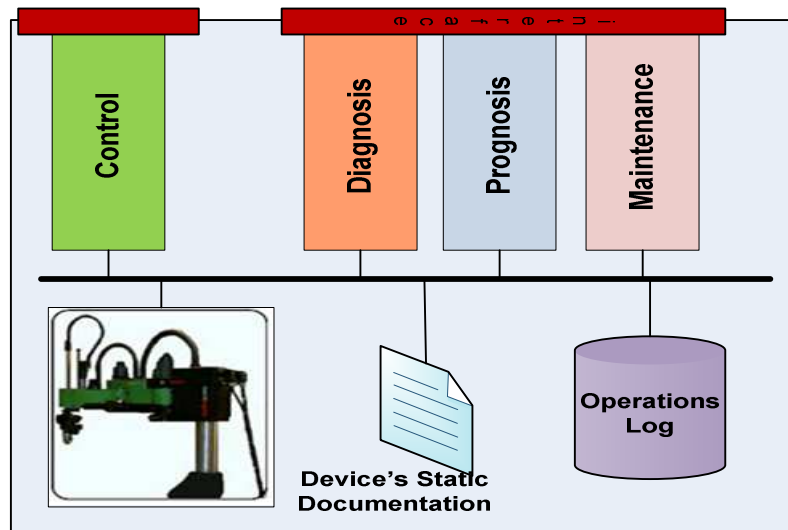 interface
Control
Diagnosis
Prognosis
Maintenance
Operations
Log
Device's Static
Documentation